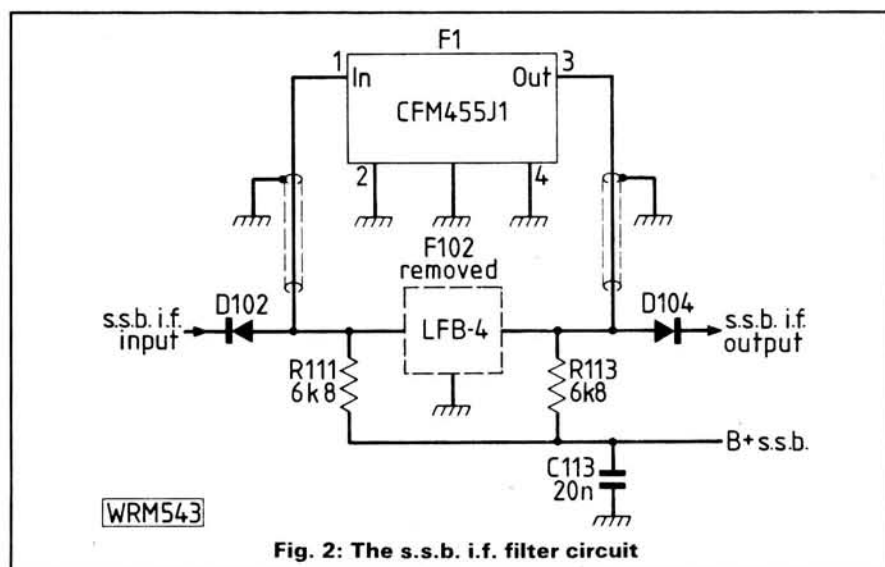 F1
1
In
Out
3
CFM455J1
2
4
F102
removed
D102
D104
s.s.b. i.f.
input
LFB-4
s.s.b. i.f.
output
R111
6k8
R113
6k8
B+s.s.b.
C113
20n
WRM543
Fig. 2: The s.s.b. i.f. filter circuit